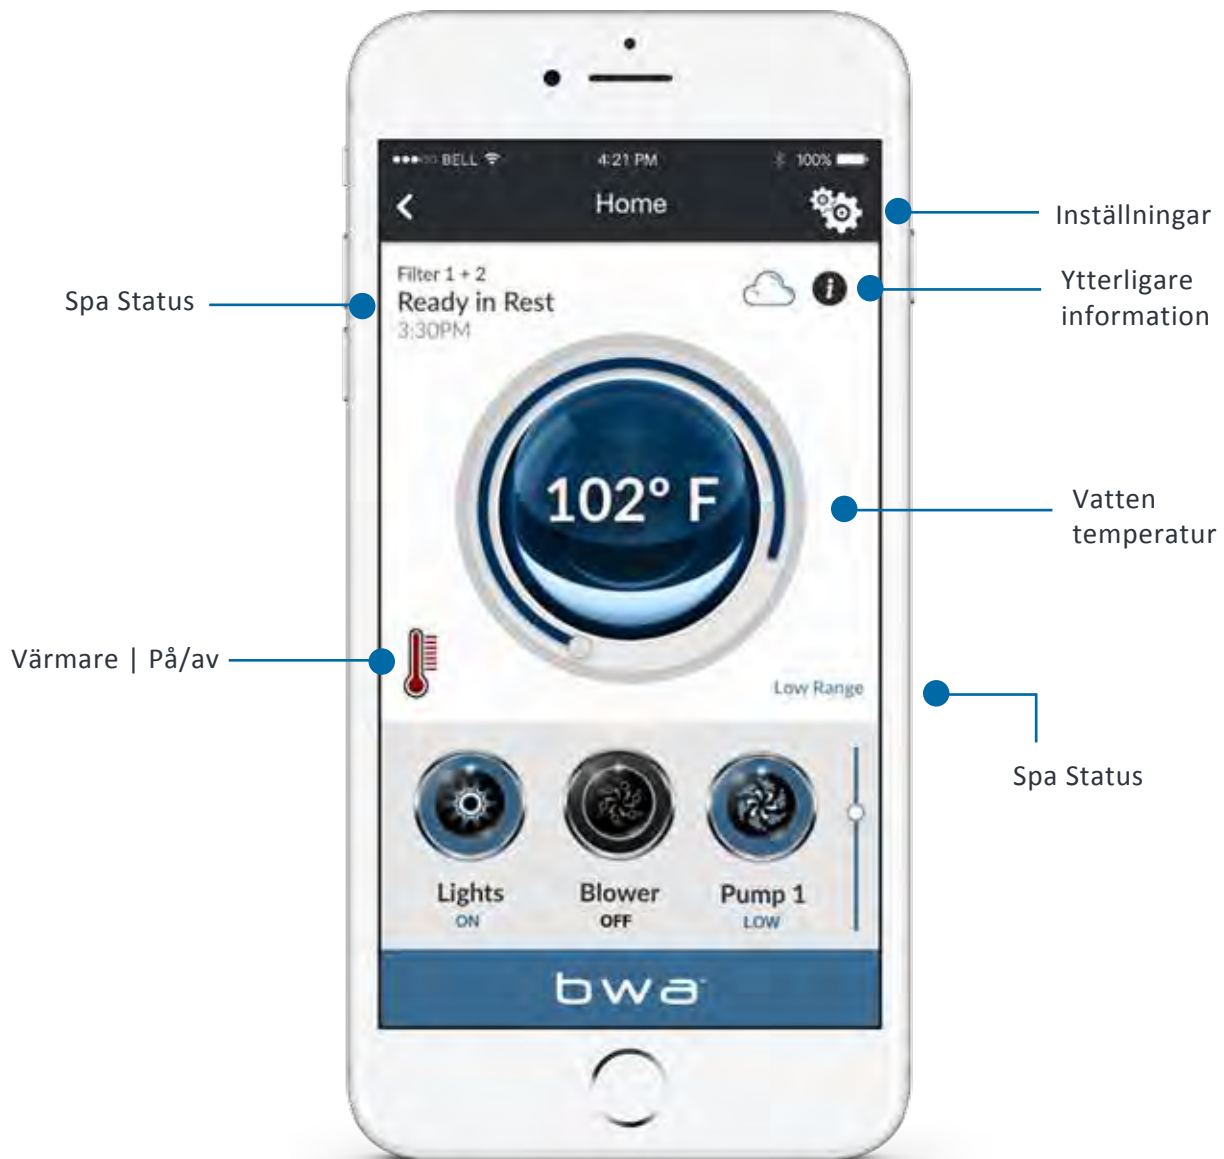 BELL
4:21 PM
100%
Home
Inställningar
Filter 1 + 2
Ready in Rest
3:30PM
i
Ytterligare
information
Spa Status
102° F
Vatten
temperatur
Värmare | På/av
Low Range
Spa Status
Lights
ON
Blower
OFF
Pump 1
LOW
bwa